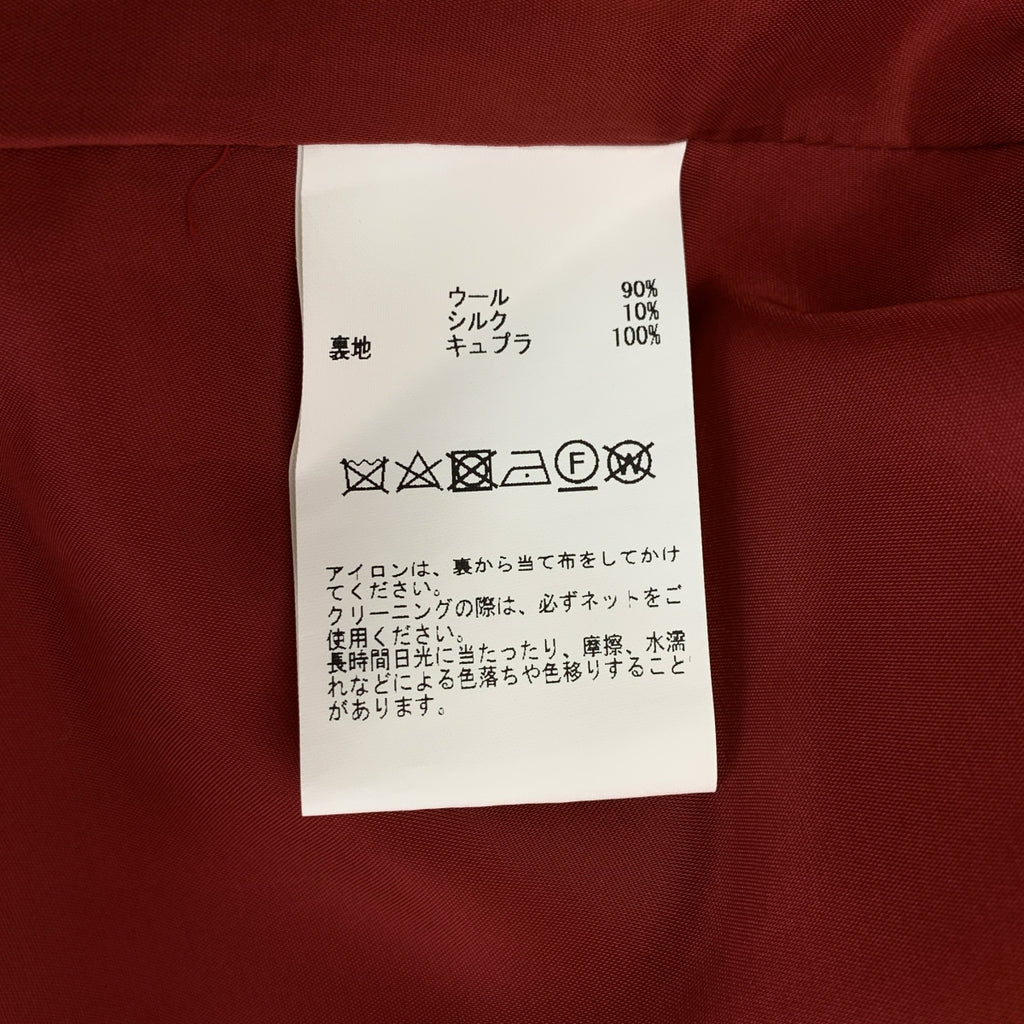 ウール 90%
シルク 10%
裏地 キュプラ 100%
F W
アイロンは、裏から当て布をしてかけ
てください。
クリーニングの際は、必ずネットをご
使用ください。
長時間日光に当たったり、摩擦、水濡
れなどによる色落ちや色移りすること
があります。